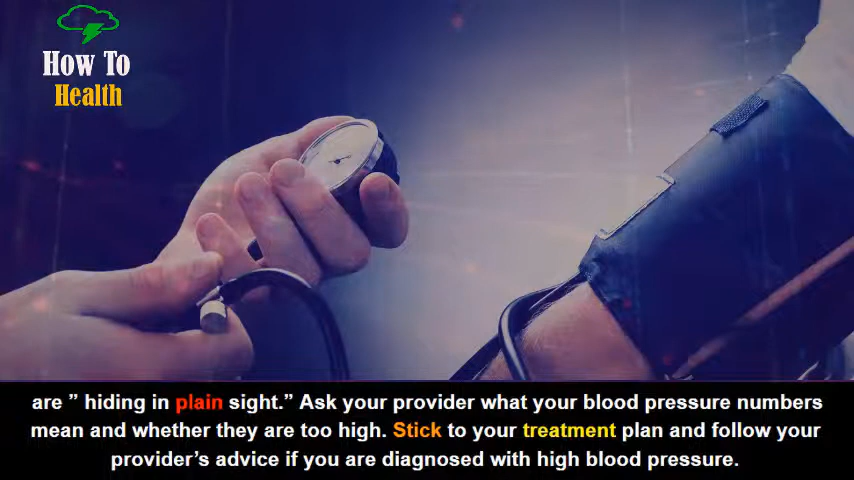 How To
Health
are ” hiding in plain sight.” Ask your provider what your blood pressure numbers
mean and whether they are too high. Stick to your treatment plan and follow your
provider’s advice if you are diagnosed with high blood pressure.